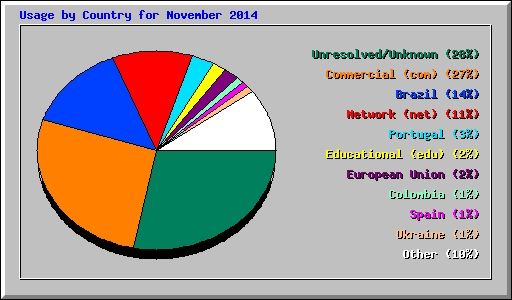 Usage by Country for November 2014
Unresolved/Unknown (28%)
Commercial (com) (27%)
Brazil (14%)
Network (net) (11%)
Portugal (3%)
Educational (edu) (2%)
European Union (2%)
Colombia (1%)
Spain (1%)
Ukraine (1%)
Other (10%)